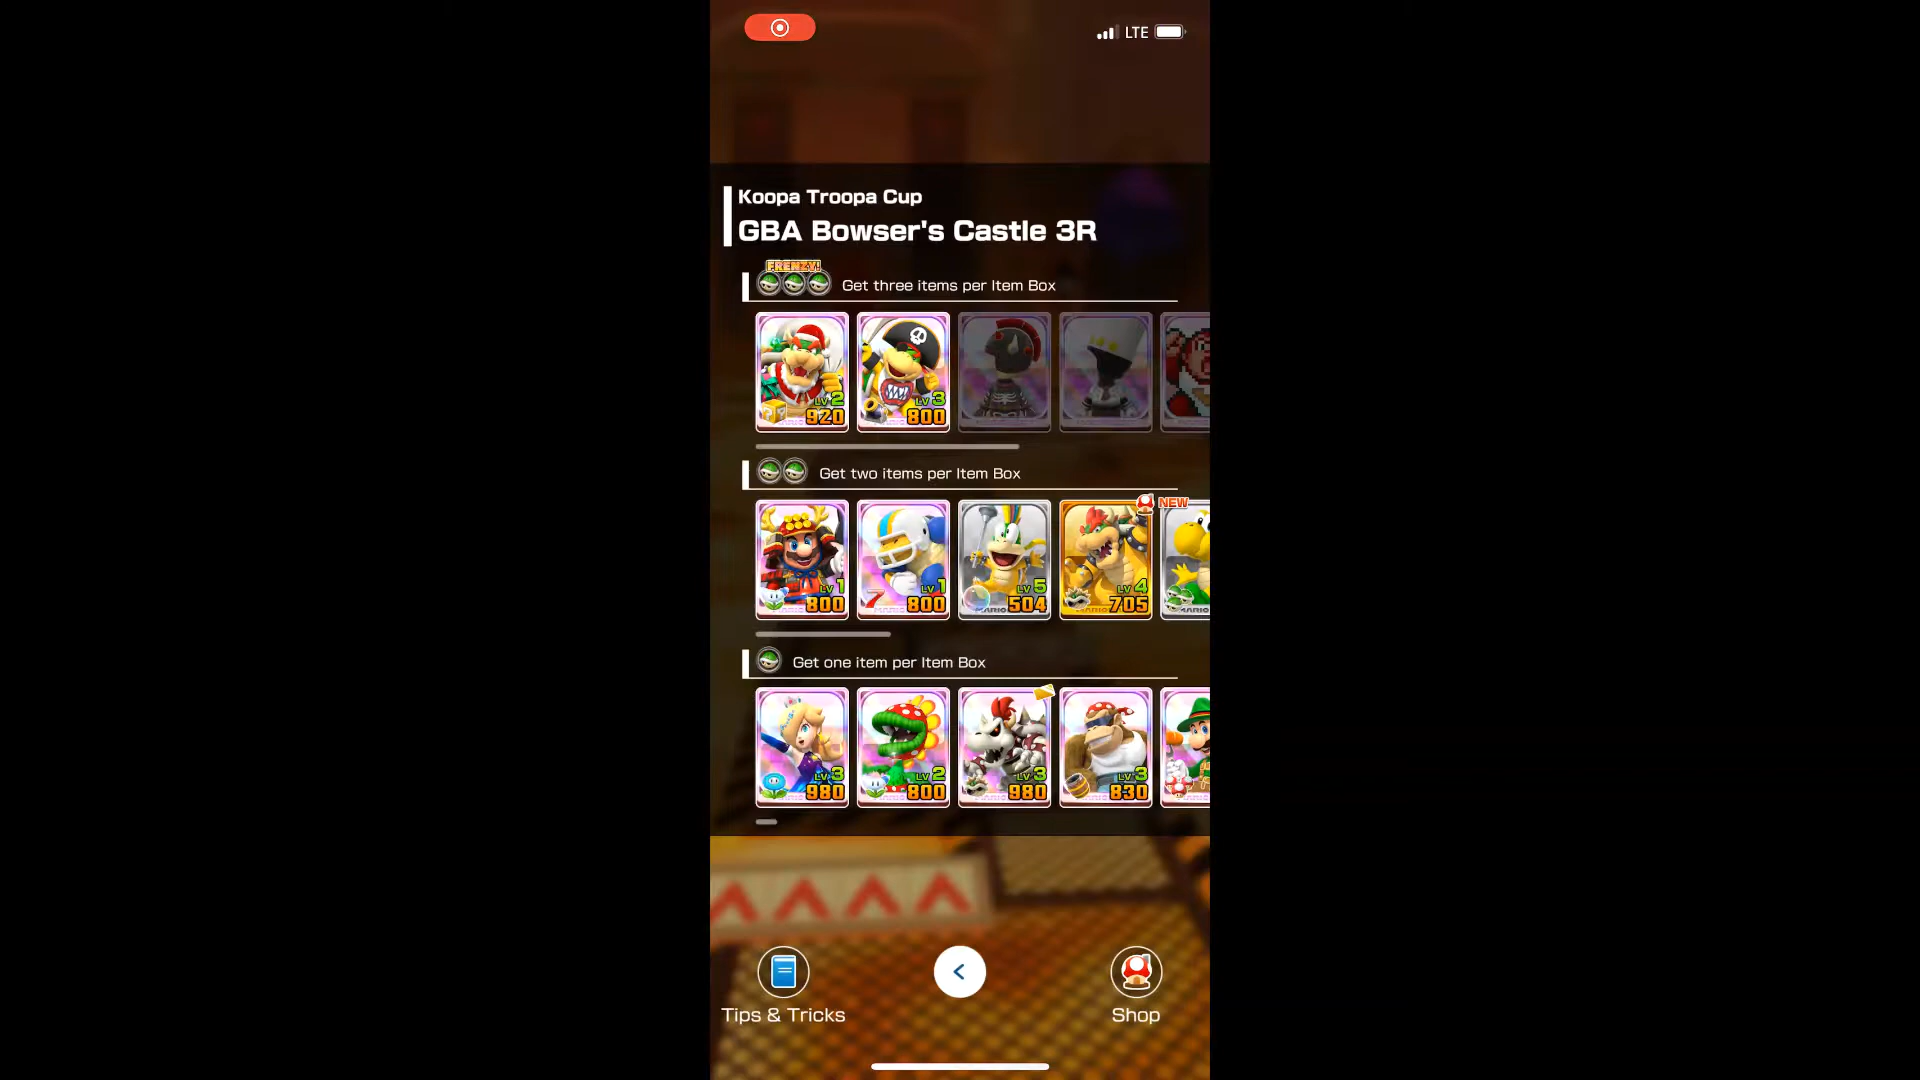 LTE
Koopa Troopa Cup
GBA Bowser's Castle 3R
FRENZY!
Get three items per Item Box
LV 2
920
LV 3
800
Get two items per Item Box
NEW
LV 1
800
LV 1
800
LV 5
504
LV 4
705
Get one item per Item Box
LV 3
980
LV 2
800
LV 3
980
LV 3
830
Tips & Tricks
Shop